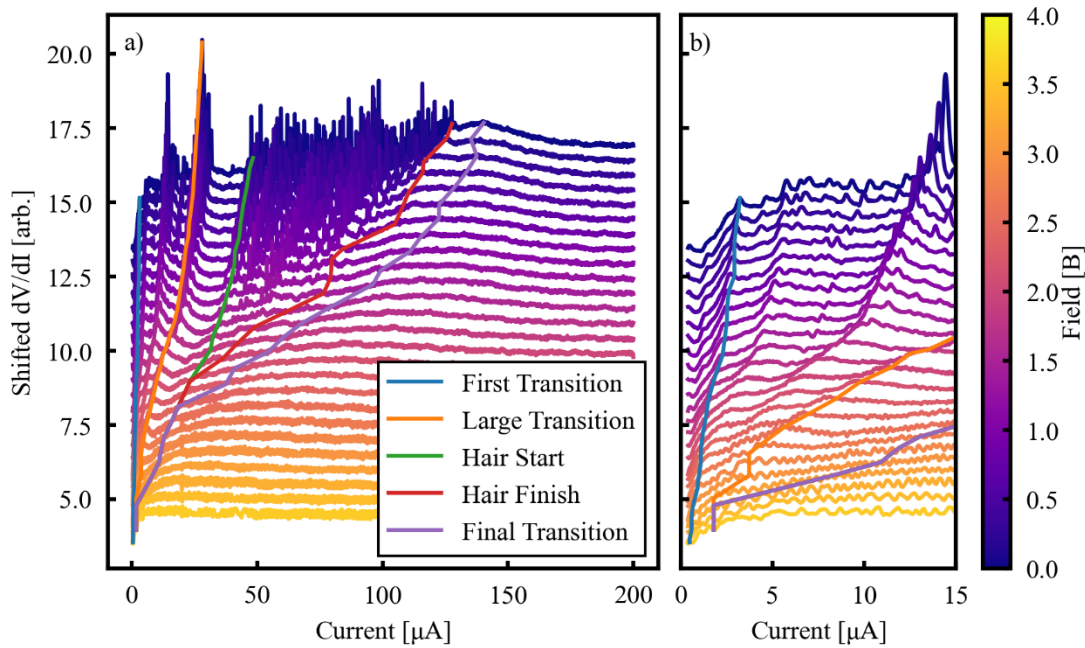 a)
b)
Shifted dV/dI [arb.]
20.0
17.5
15.0
12.5
10.0
7.5
5.0
First Transition
Large Transition
Hair Start
Hair Finish
Final Transition
0
50
100
150
200
Current [μA]
0
5
10
15
Current [μA]
4.0
3.5
3.0
2.5
2.0
1.5
1.0
0.5
0.0
Field [B]